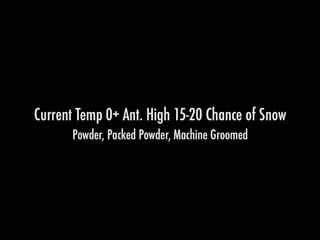 Current Temp 0+ Ant. High 15-20 Chance of Snow
Powder, Packed Powder, Machine Groomed